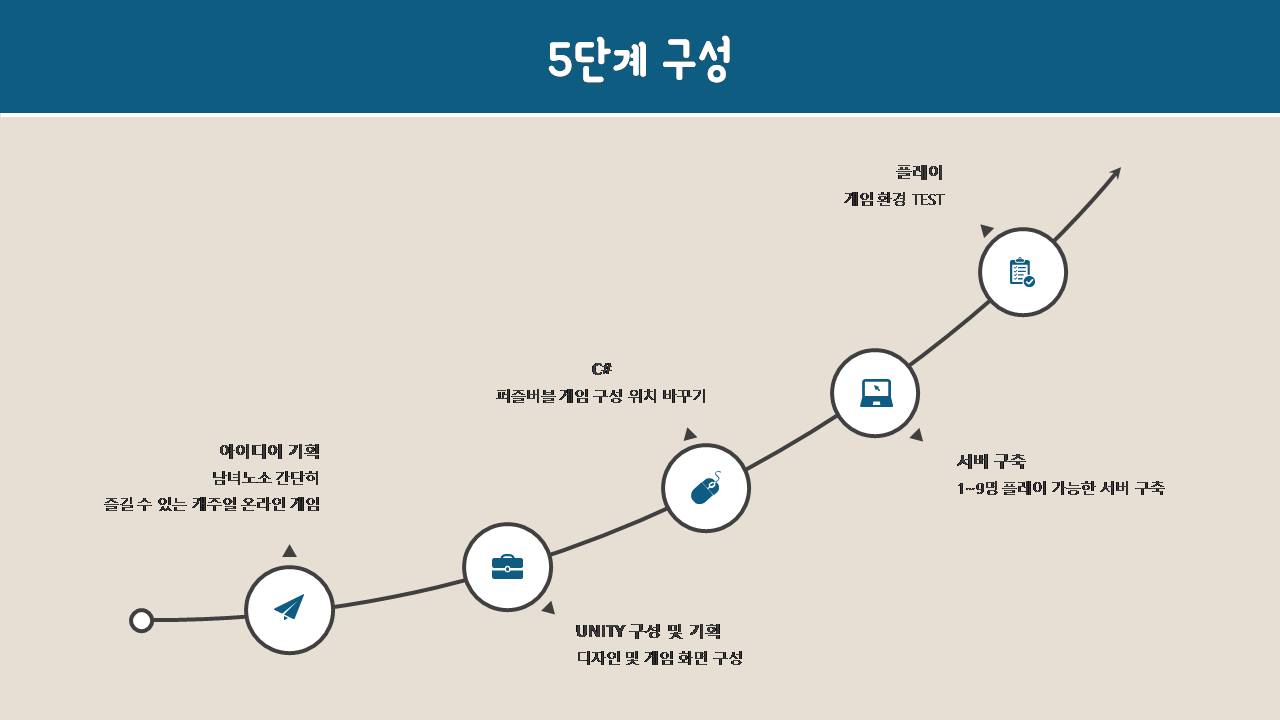 5단계 구성
아이디어 기획
남녀노소 간단히
즐길 수 있는 캐주얼 온라인 게임
UNITY 구성 및 기획
디자인 및 게임 화면 구성
C#
퍼즐버블 게임 구성 위치 바꾸기
서버 구축
1~9명 플레이 가능한 서버 구축
플레이
게임 환경 TEST